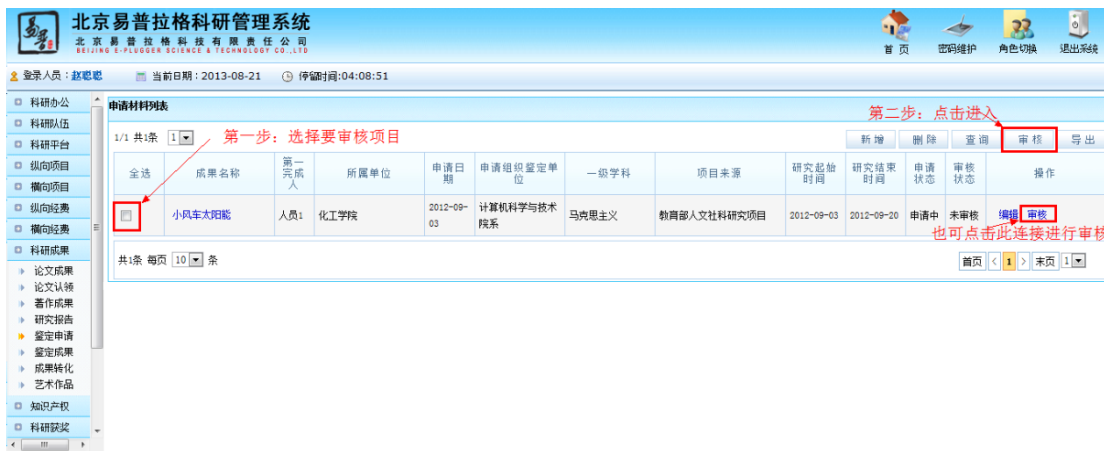 北京易普拉格科研管理系统
北京易普拉格科技有限责任公司
BEIJING E-PLUGGER SCIENCE & TECHNOLOGY CO.,LTD
首页 密码维护 角色切换 退出系统
登录人员：赵聪聪 当前日期：2013-08-21 停留时间:04:08:51
科研办公
科研队伍
科研平台
纵向项目
横向项目
纵向经费
横向经费
科研成果
论文成果
论文认领
著作成果
研究报告
鉴定申请
鉴定成果
成果转化
艺术作品
知识产权
科研获奖
申请材料列表
第二步：点击进入
1/1 共1条 1 第一步：选择要审核项目 新增 删除 查询 审核 导出
全选 成果名称 第一完成人 所属单位 申请日期 申请组织鉴定单位 一级学科 项目来源 研究起始时间 研究结束时间 申请状态 审核状态 操作
小风车太阳能 人员1 化工学院 2012-09-03 计算机科学与技术院系 马克思主义 教育部人文社科研究项目 2012-09-03 2012-09-20 申请中 未审核 编辑 审核
也可点击此连接进行审核
共1条 每页 10 条 首页 < 1 > 末页 1